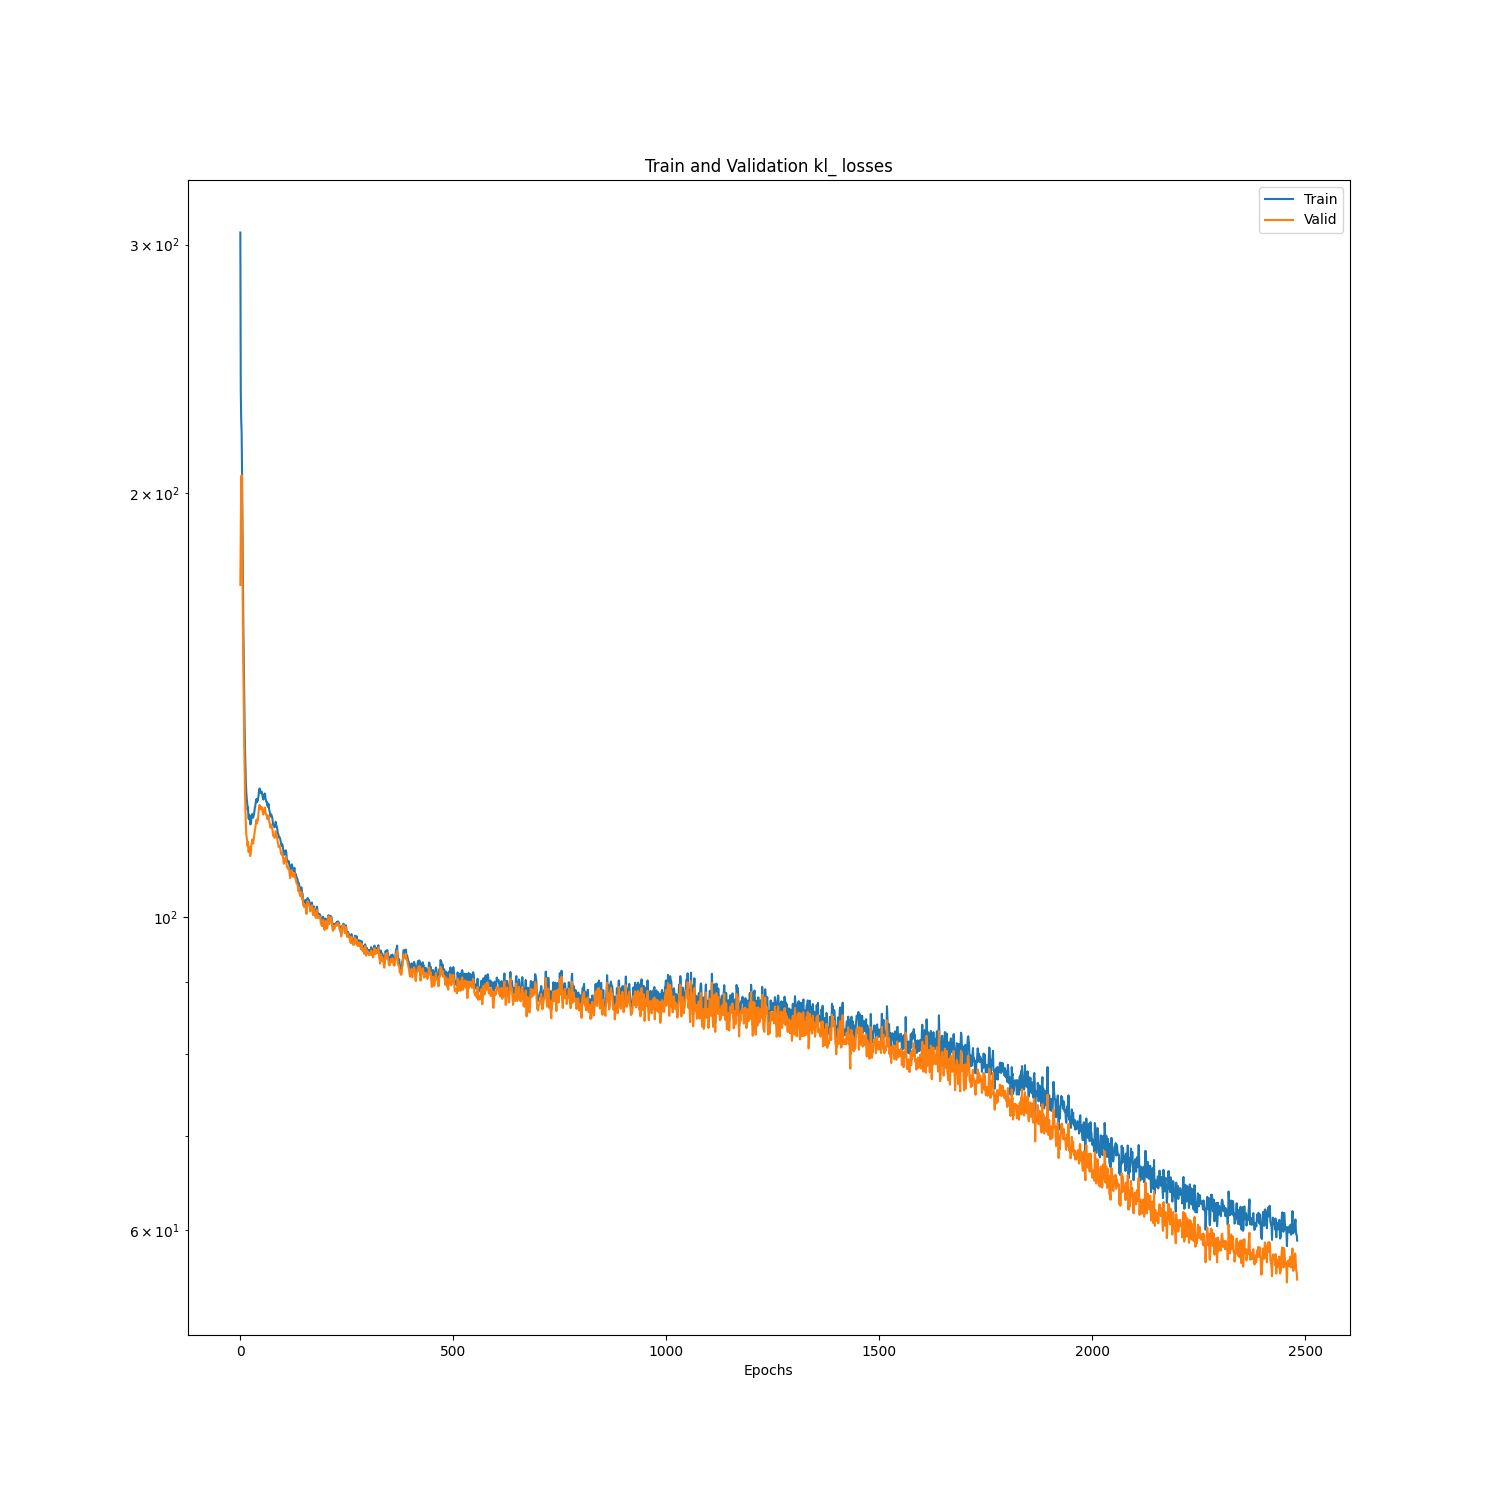 Train and Validation kl_ losses
Train
Valid
3 × 10²
2 × 10²
10²
6 × 10¹
0 500 1000 1500 2000 2500
Epochs